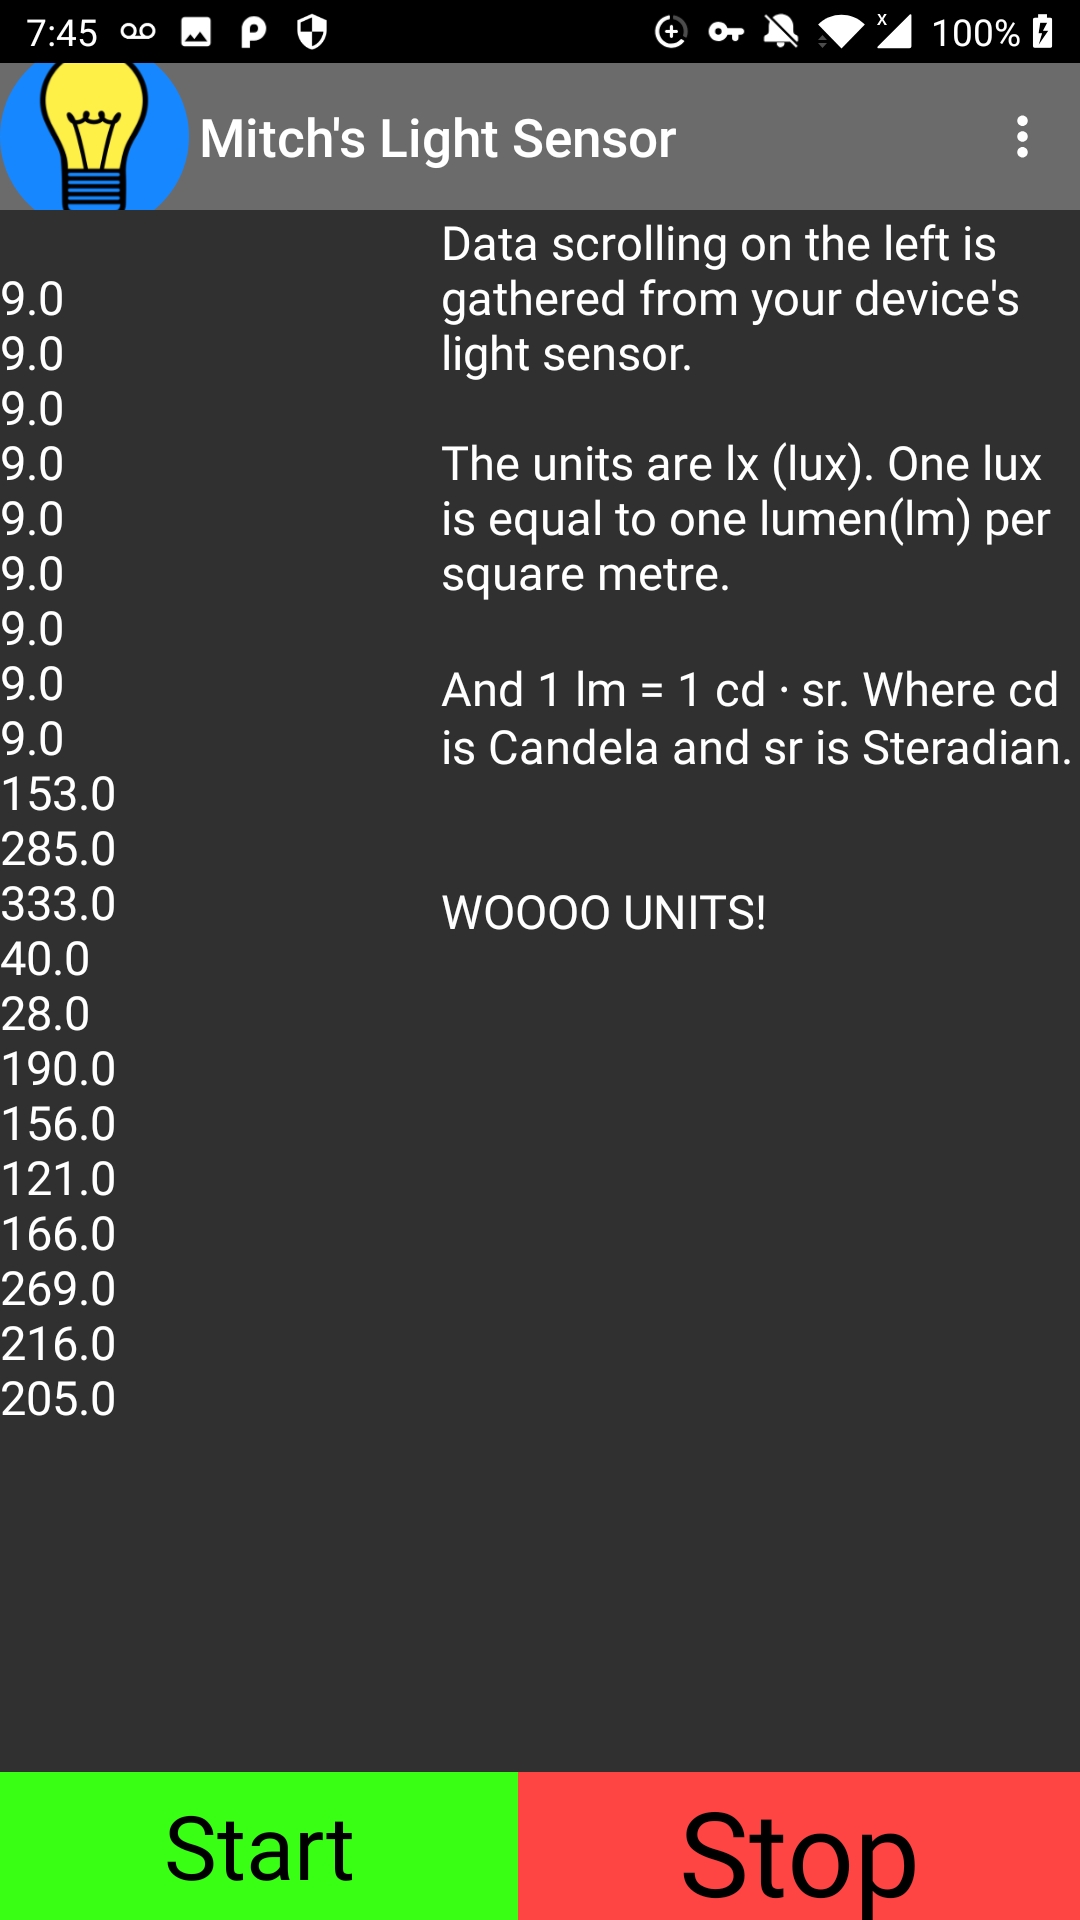 7:45
100%
Mitch's Light Sensor
9.0
9.0
9.0
9.0
9.0
9.0
9.0
9.0
9.0
153.0
285.0
333.0
40.0
28.0
190.0
156.0
121.0
166.0
269.0
216.0
205.0
Data scrolling on the left is
gathered from your device's
light sensor.
The units are lx (lux). One lux
is equal to one lumen(lm) per
square metre.
And 1 lm = 1 cd · sr. Where cd
is Candela and sr is Steradian.
WOOOO UNITS!
Start
Stop